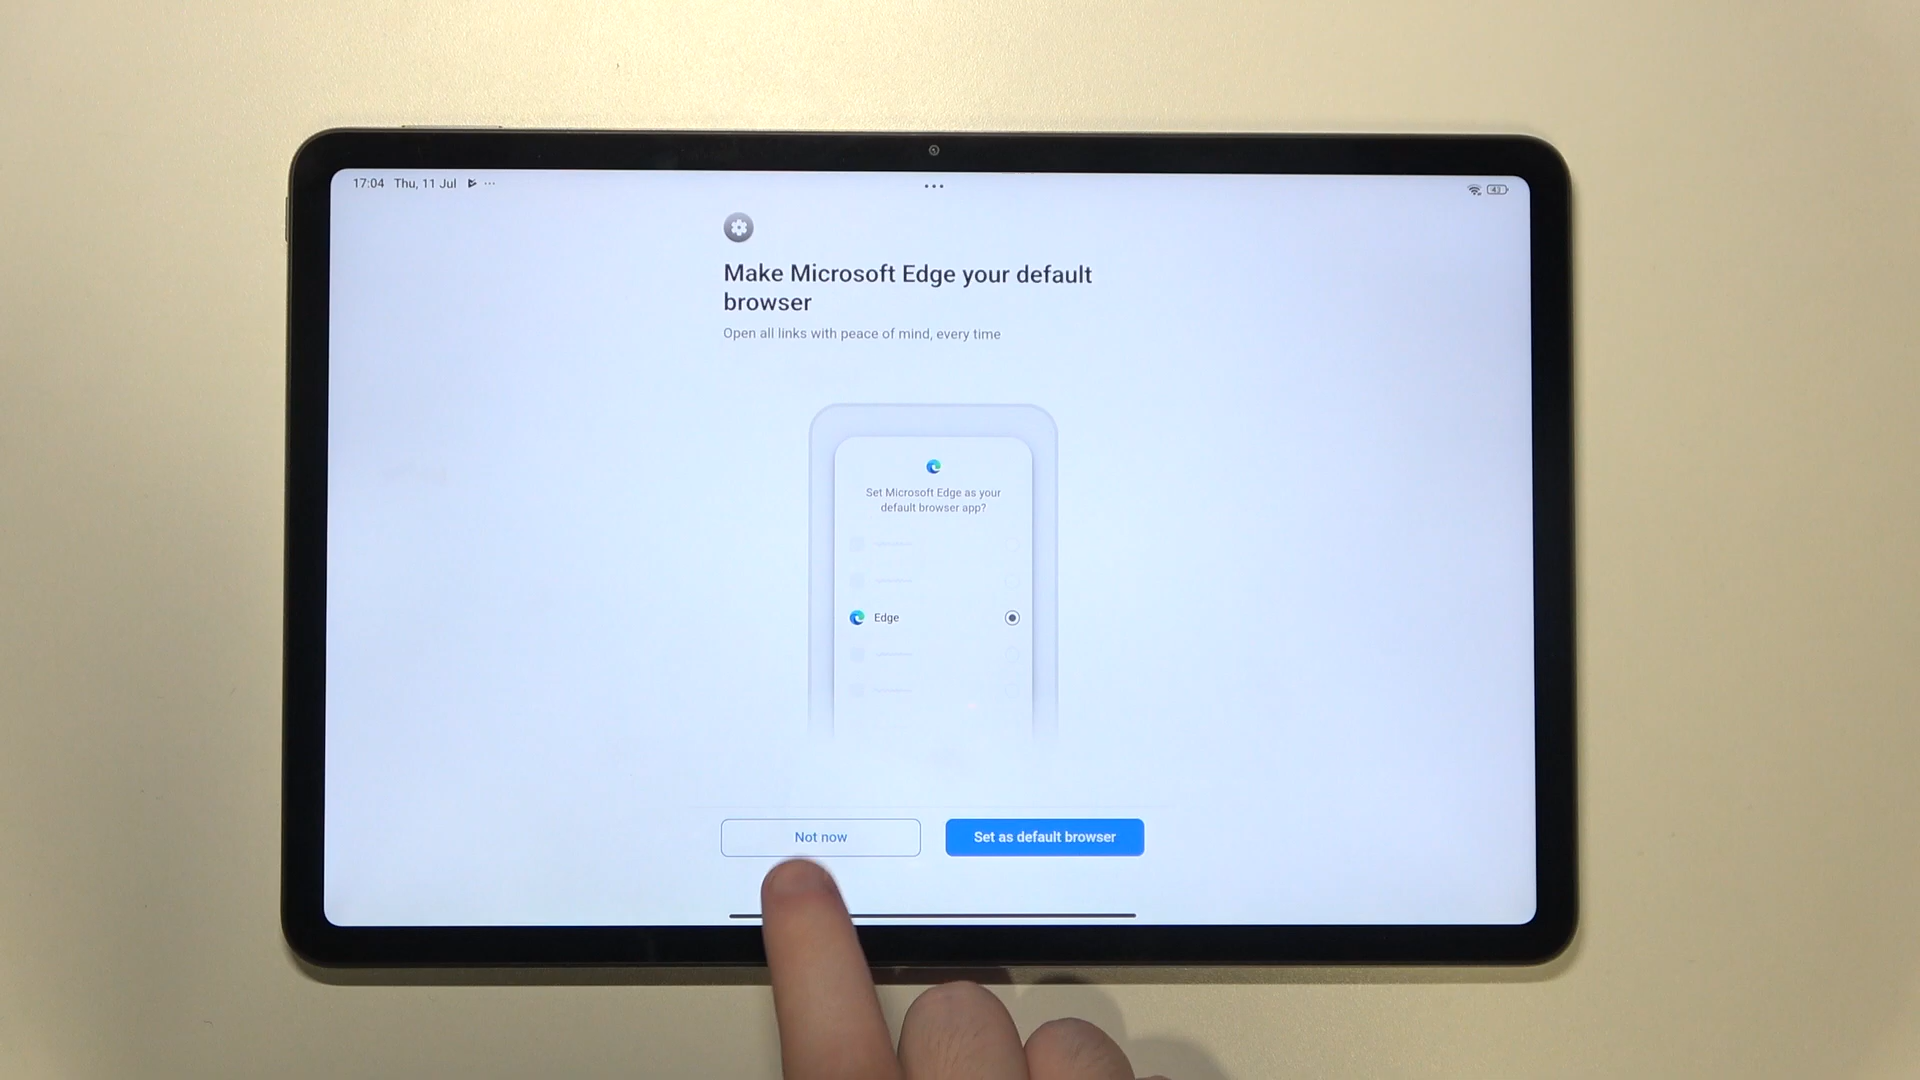 17:04 Thu, 11 Jul
43
Make Microsoft Edge your default
browser
Open all links with peace of mind, every time
Set Microsoft Edge as your
default browser app?
Edge
Not now
Set as default browser